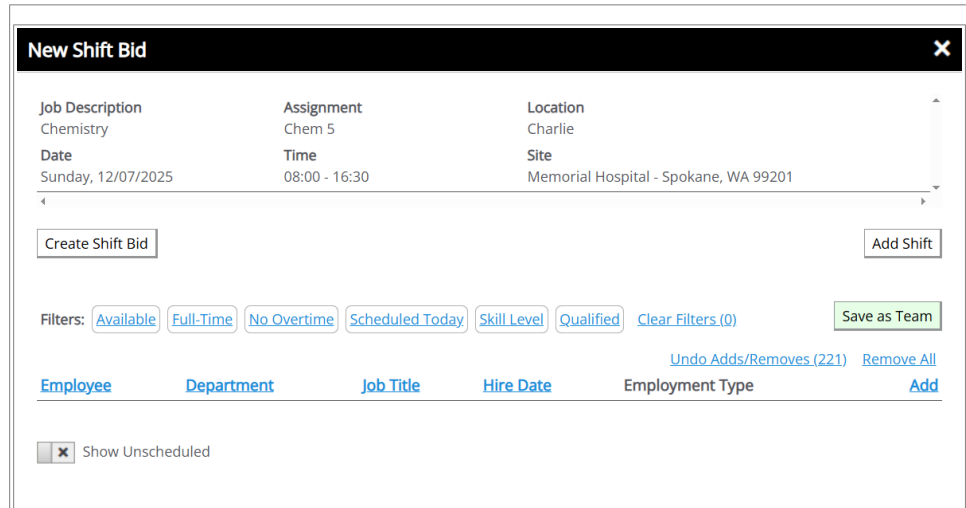 New Shift Bid
Job Description Assignment Location
Chemistry Chem 5 Charlie
Date Time Site
Sunday, 12/07/2025 08:00 - 16:30 Memorial Hospital - Spokane, WA 99201
Create Shift Bid Add Shift
Filters: Available Full-Time No Overtime Scheduled Today Skill Level Qualified Clear Filters (0) Save as Team
Undo Adds/Removes (221) Remove All
Employee Department Job Title Hire Date Employment Type Add
Show Unscheduled